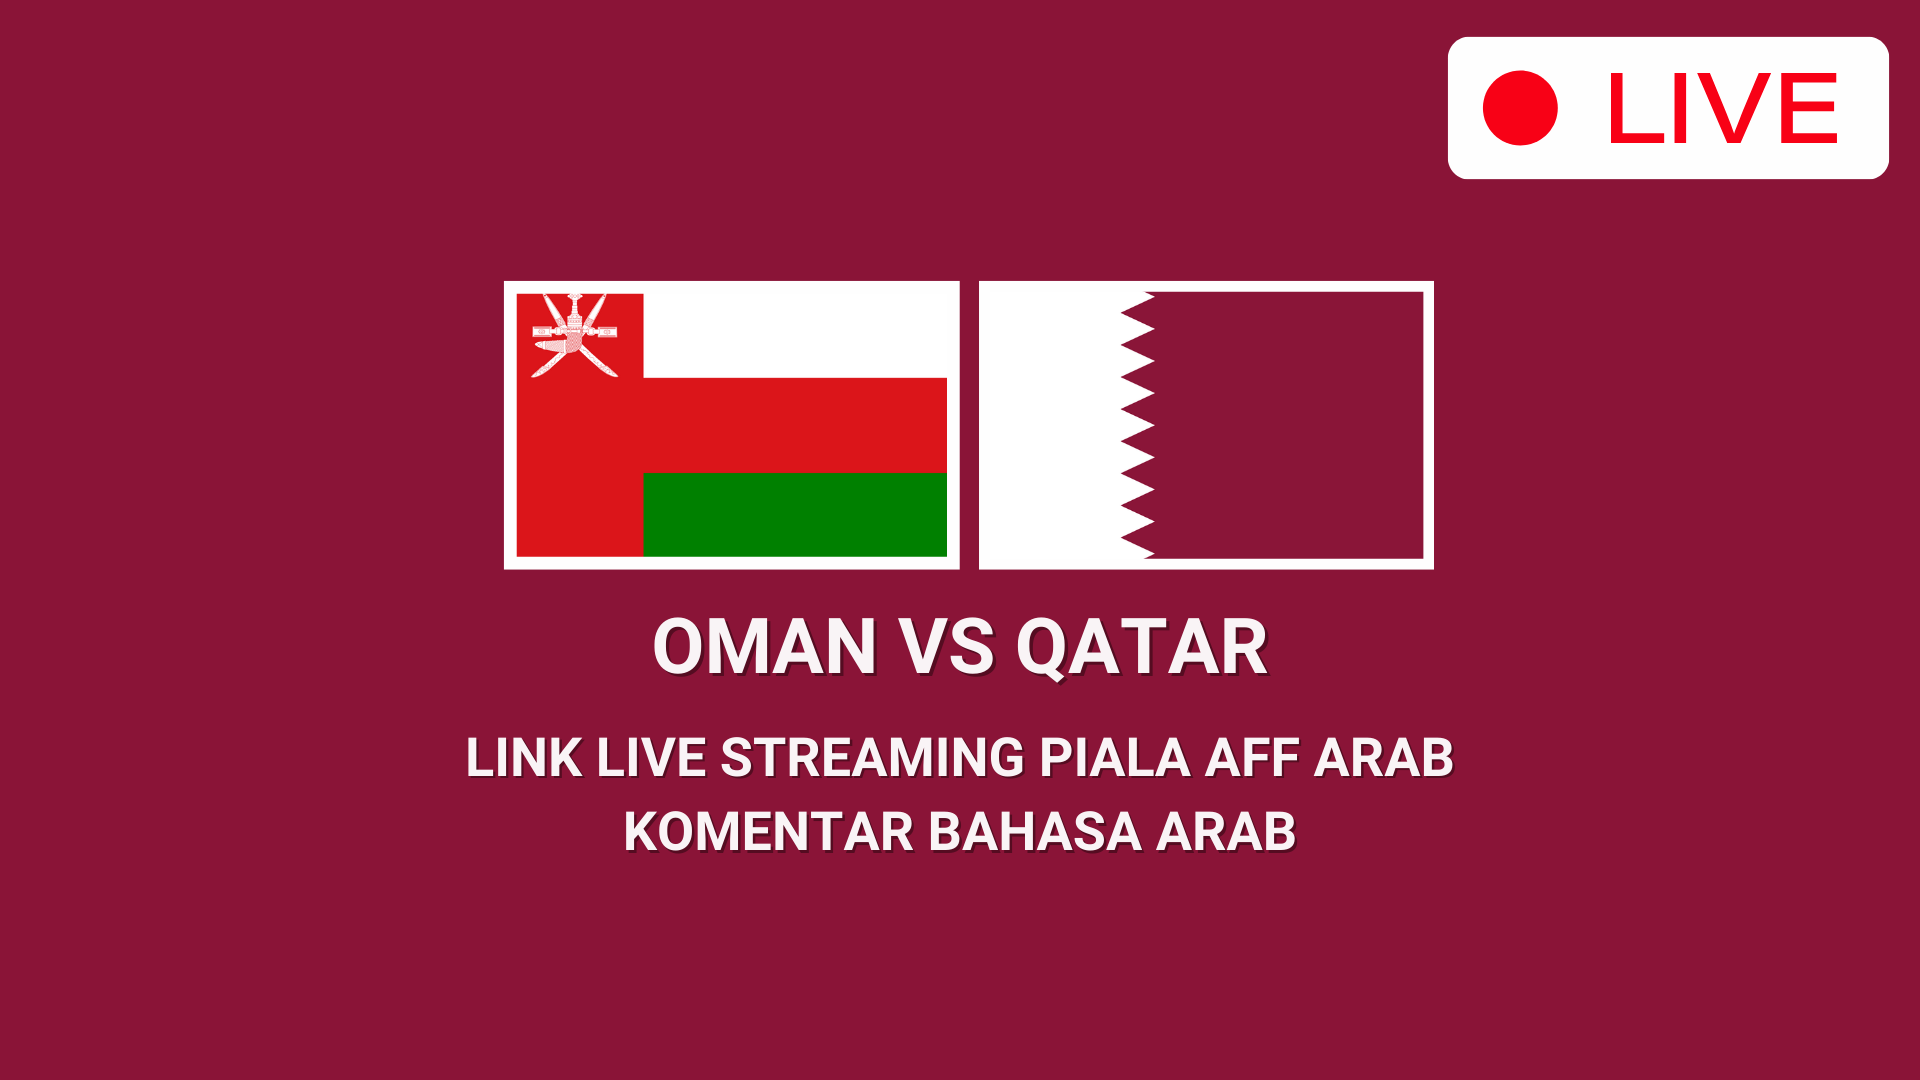 LIVE
OMAN VS QATAR
LINK LIVE STREAMING PIALA AFF ARAB
KOMENTAR BAHASA ARAB